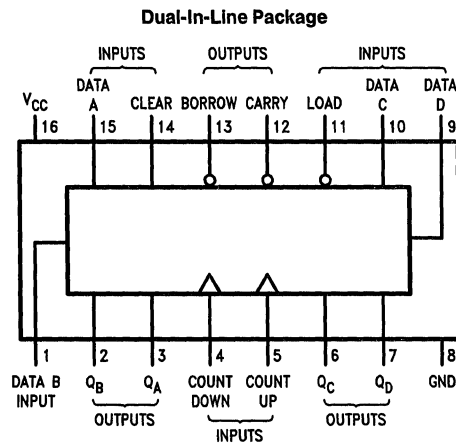 Dual-In-Line Package
INPUTS OUTPUTS INPUTS
DATA DATA DATA
VCC A CLEAR BORROW CARRY LOAD C D
16 15 14 13 12 11 10 9
1 2 3 4 5 6 7 8
DATA B QB QA COUNT COUNT QC QD GND
INPUT DOWN UP
OUTPUTS OUTPUTS
INPUTS